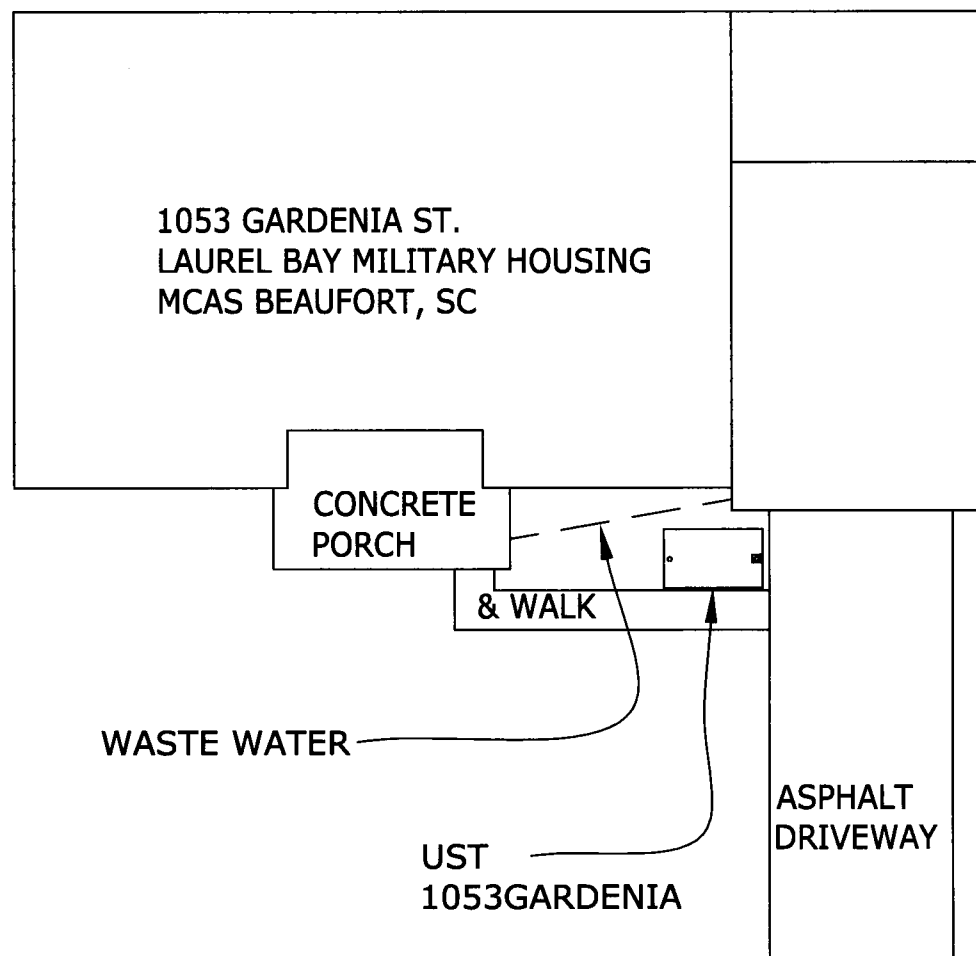 1053 GARDENIA ST.
LAUREL BAY MILITARY HOUSING
MCAS BEAUFORT, SC
CONCRETE
PORCH
& WALK
WASTE WATER
ASPHALT
DRIVEWAY
UST
1053GARDENIA